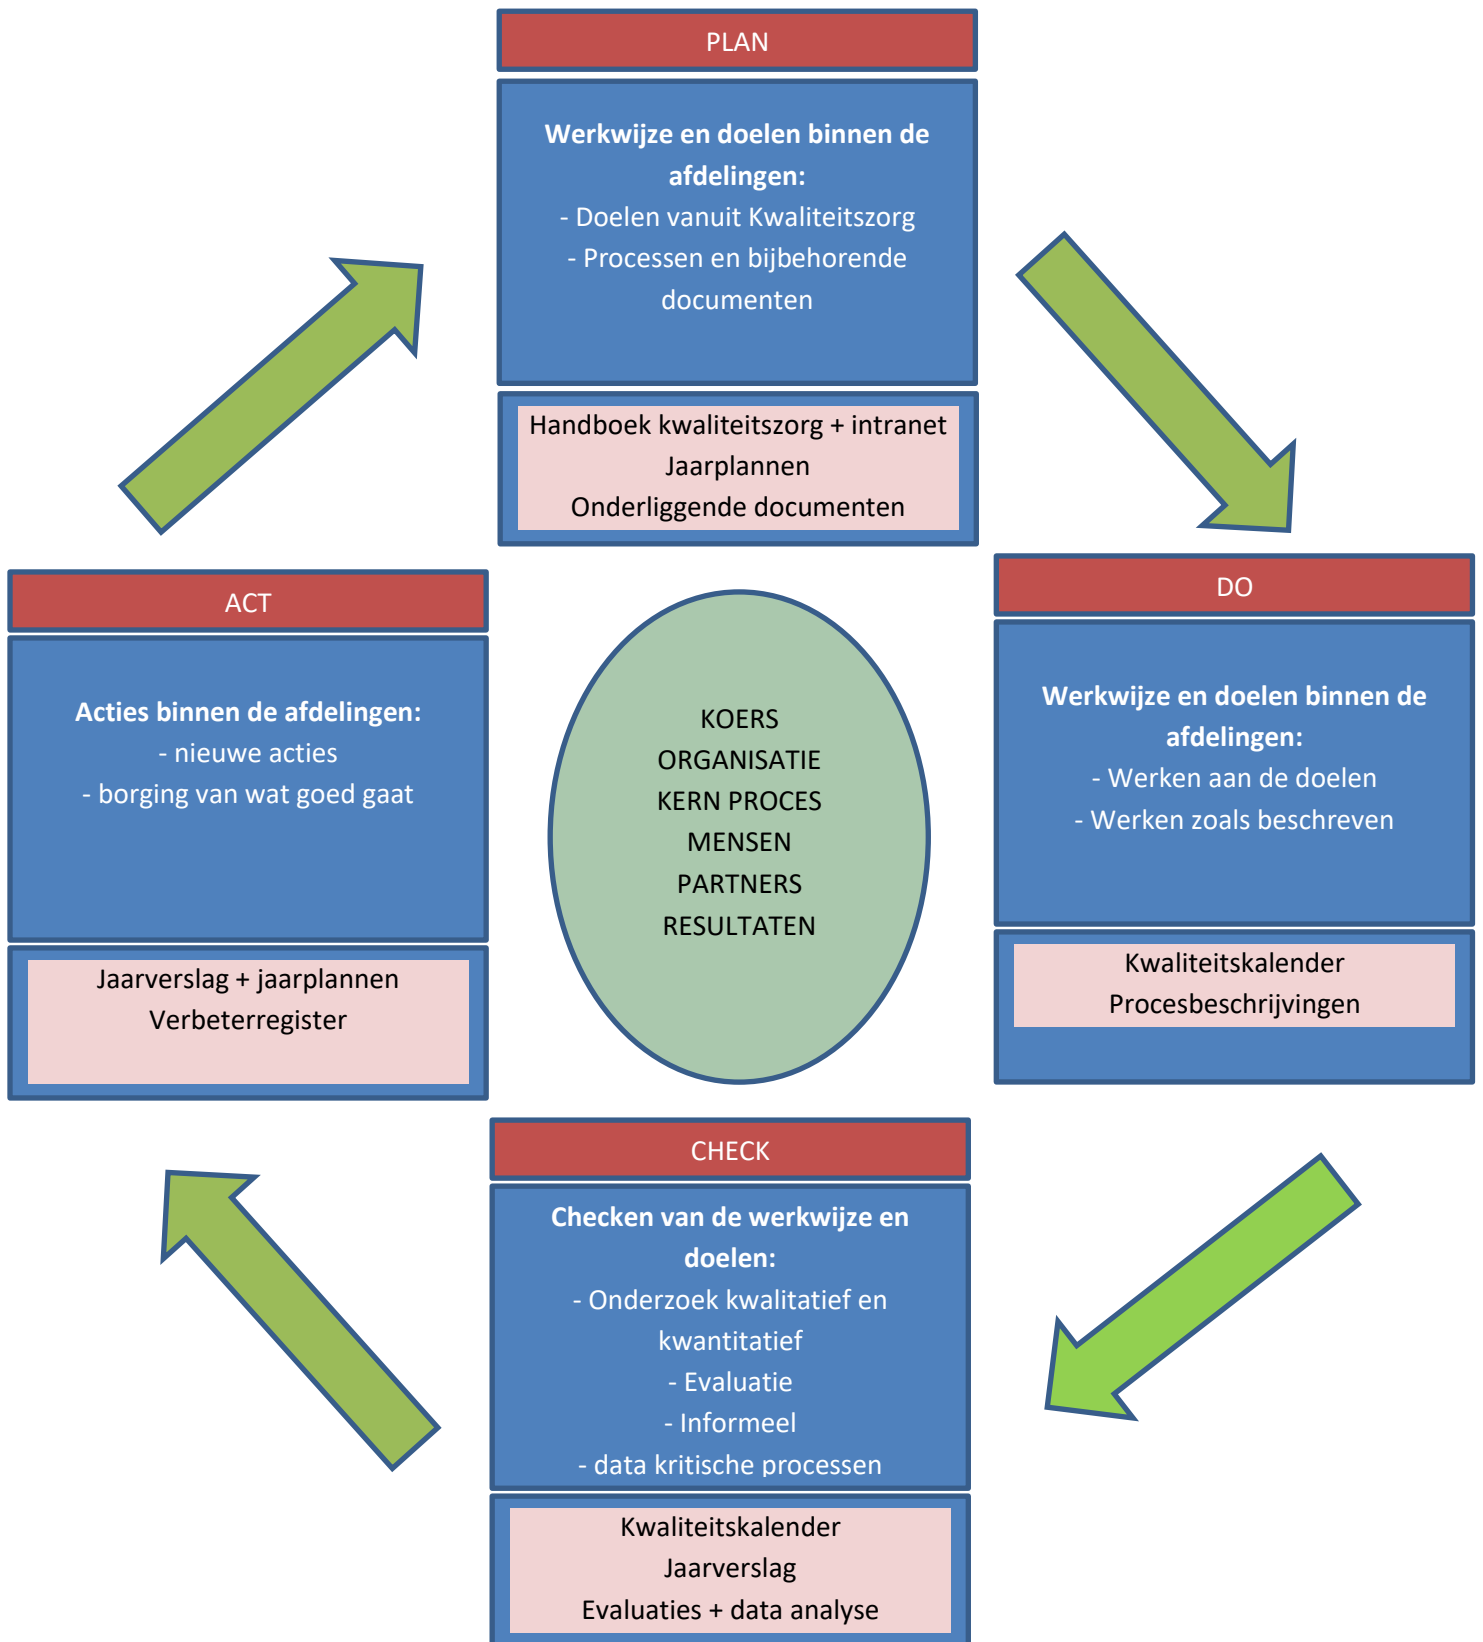 PLAN
Werkwijze en doelen binnen de
afdelingen:
- Doelen vanuit Kwaliteitszorg
- Processen en bijbehorende
documenten
Handboek kwaliteitszorg + intranet
Jaarplannen
Onderliggende documenten
DO
Werkwijze en doelen binnen de
afdelingen:
- Werken aan de doelen
- Werken zoals beschreven
Kwaliteitskalender
Procesbeschrijvingen
CHECK
Checken van de werkwijze en
doelen:
- Onderzoek kwalitatief en
kwantitatief
- Evaluatie
- Informeel
- data kritische processen
Kwaliteitskalender
Jaarverslag
Evaluaties + data analyse
ACT
Acties binnen de afdelingen:
- nieuwe acties
- borging van wat goed gaat
Jaarverslag + jaarplannen
Verbeterregister
KOERS
ORGANISATIE
KERN PROCES
MENSEN
PARTNERS
RESULTATEN